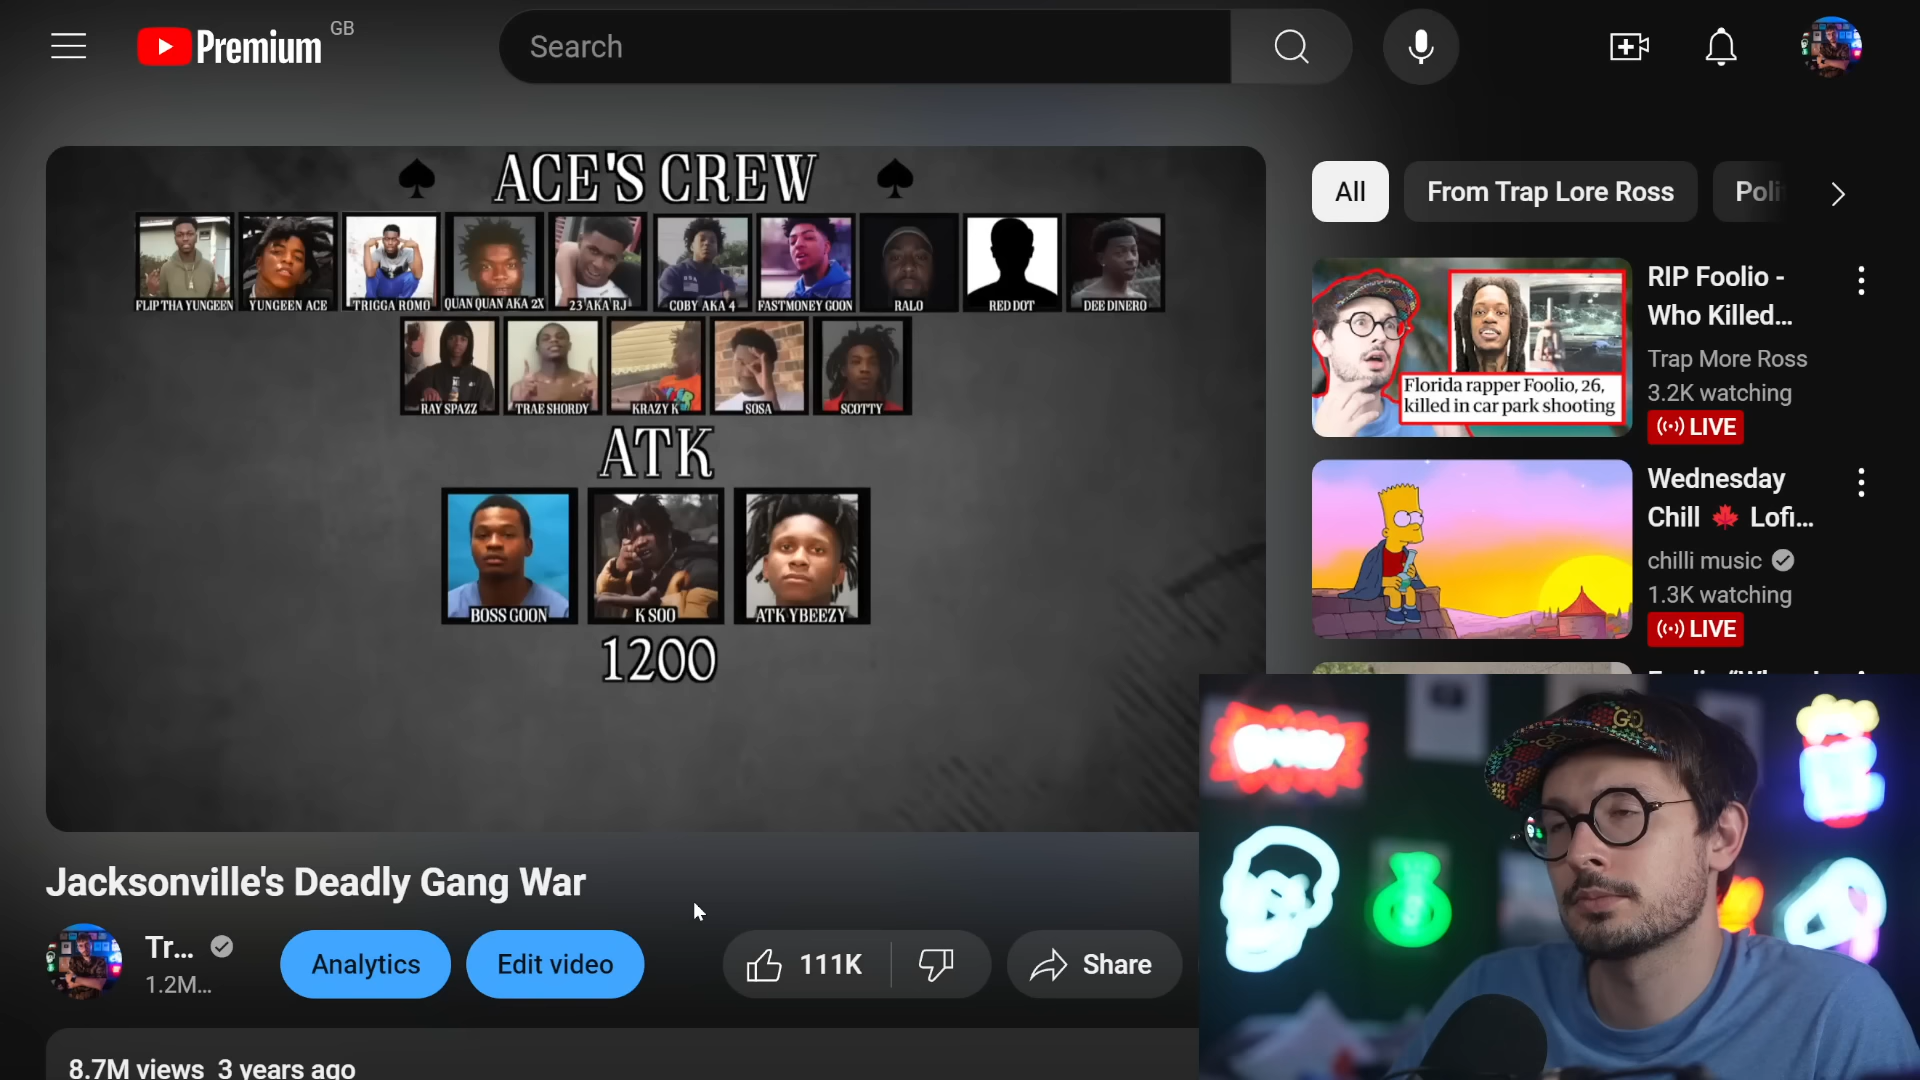 Premium
GB
Search
ACE'S CREW
FLIP THA YUNGEEN
YUNGEEN ACE
TRIGGA ROMO
QUAN QUAN AKA 2X
23 AKA RJ
COBY AKA 4
FASTMONEY GOON
RALO
RED DOT
DEE DINERO
RAY SPAZZ
TRAE SHORDY
KRAZY K
SOSA
SCOTTY
ATK
BOSS GOON
K SOO
ATK YBEEZY
1200
Jacksonville's Deadly Gang War
Tr...
1.2M...
Analytics
Edit video
111K
Share
8.7M views 3 years ago
All
From Trap Lore Ross
Florida rapper Foolio, 26,
killed in car park shooting
RIP Foolio -
Who Killed...
Trap More Ross
3.2K watching
LIVE
Wednesday
Chill 🍁 Lofi...
chilli music
1.3K watching
LIVE